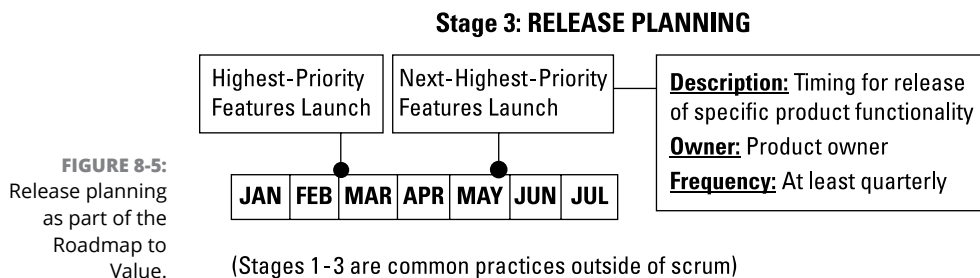 Stage 3: RELEASE PLANNING
Highest-Priority
Features Launch
Next-Highest-Priority
Features Launch
Description: Timing for release
of specific product functionality
Owner: Product owner
Frequency: At least quarterly
JAN FEB MAR APR MAY JUN JUL
(Stages 1-3 are common practices outside of scrum)
FIGURE 8-5:
Release planning
as part of the
Roadmap to
Value.